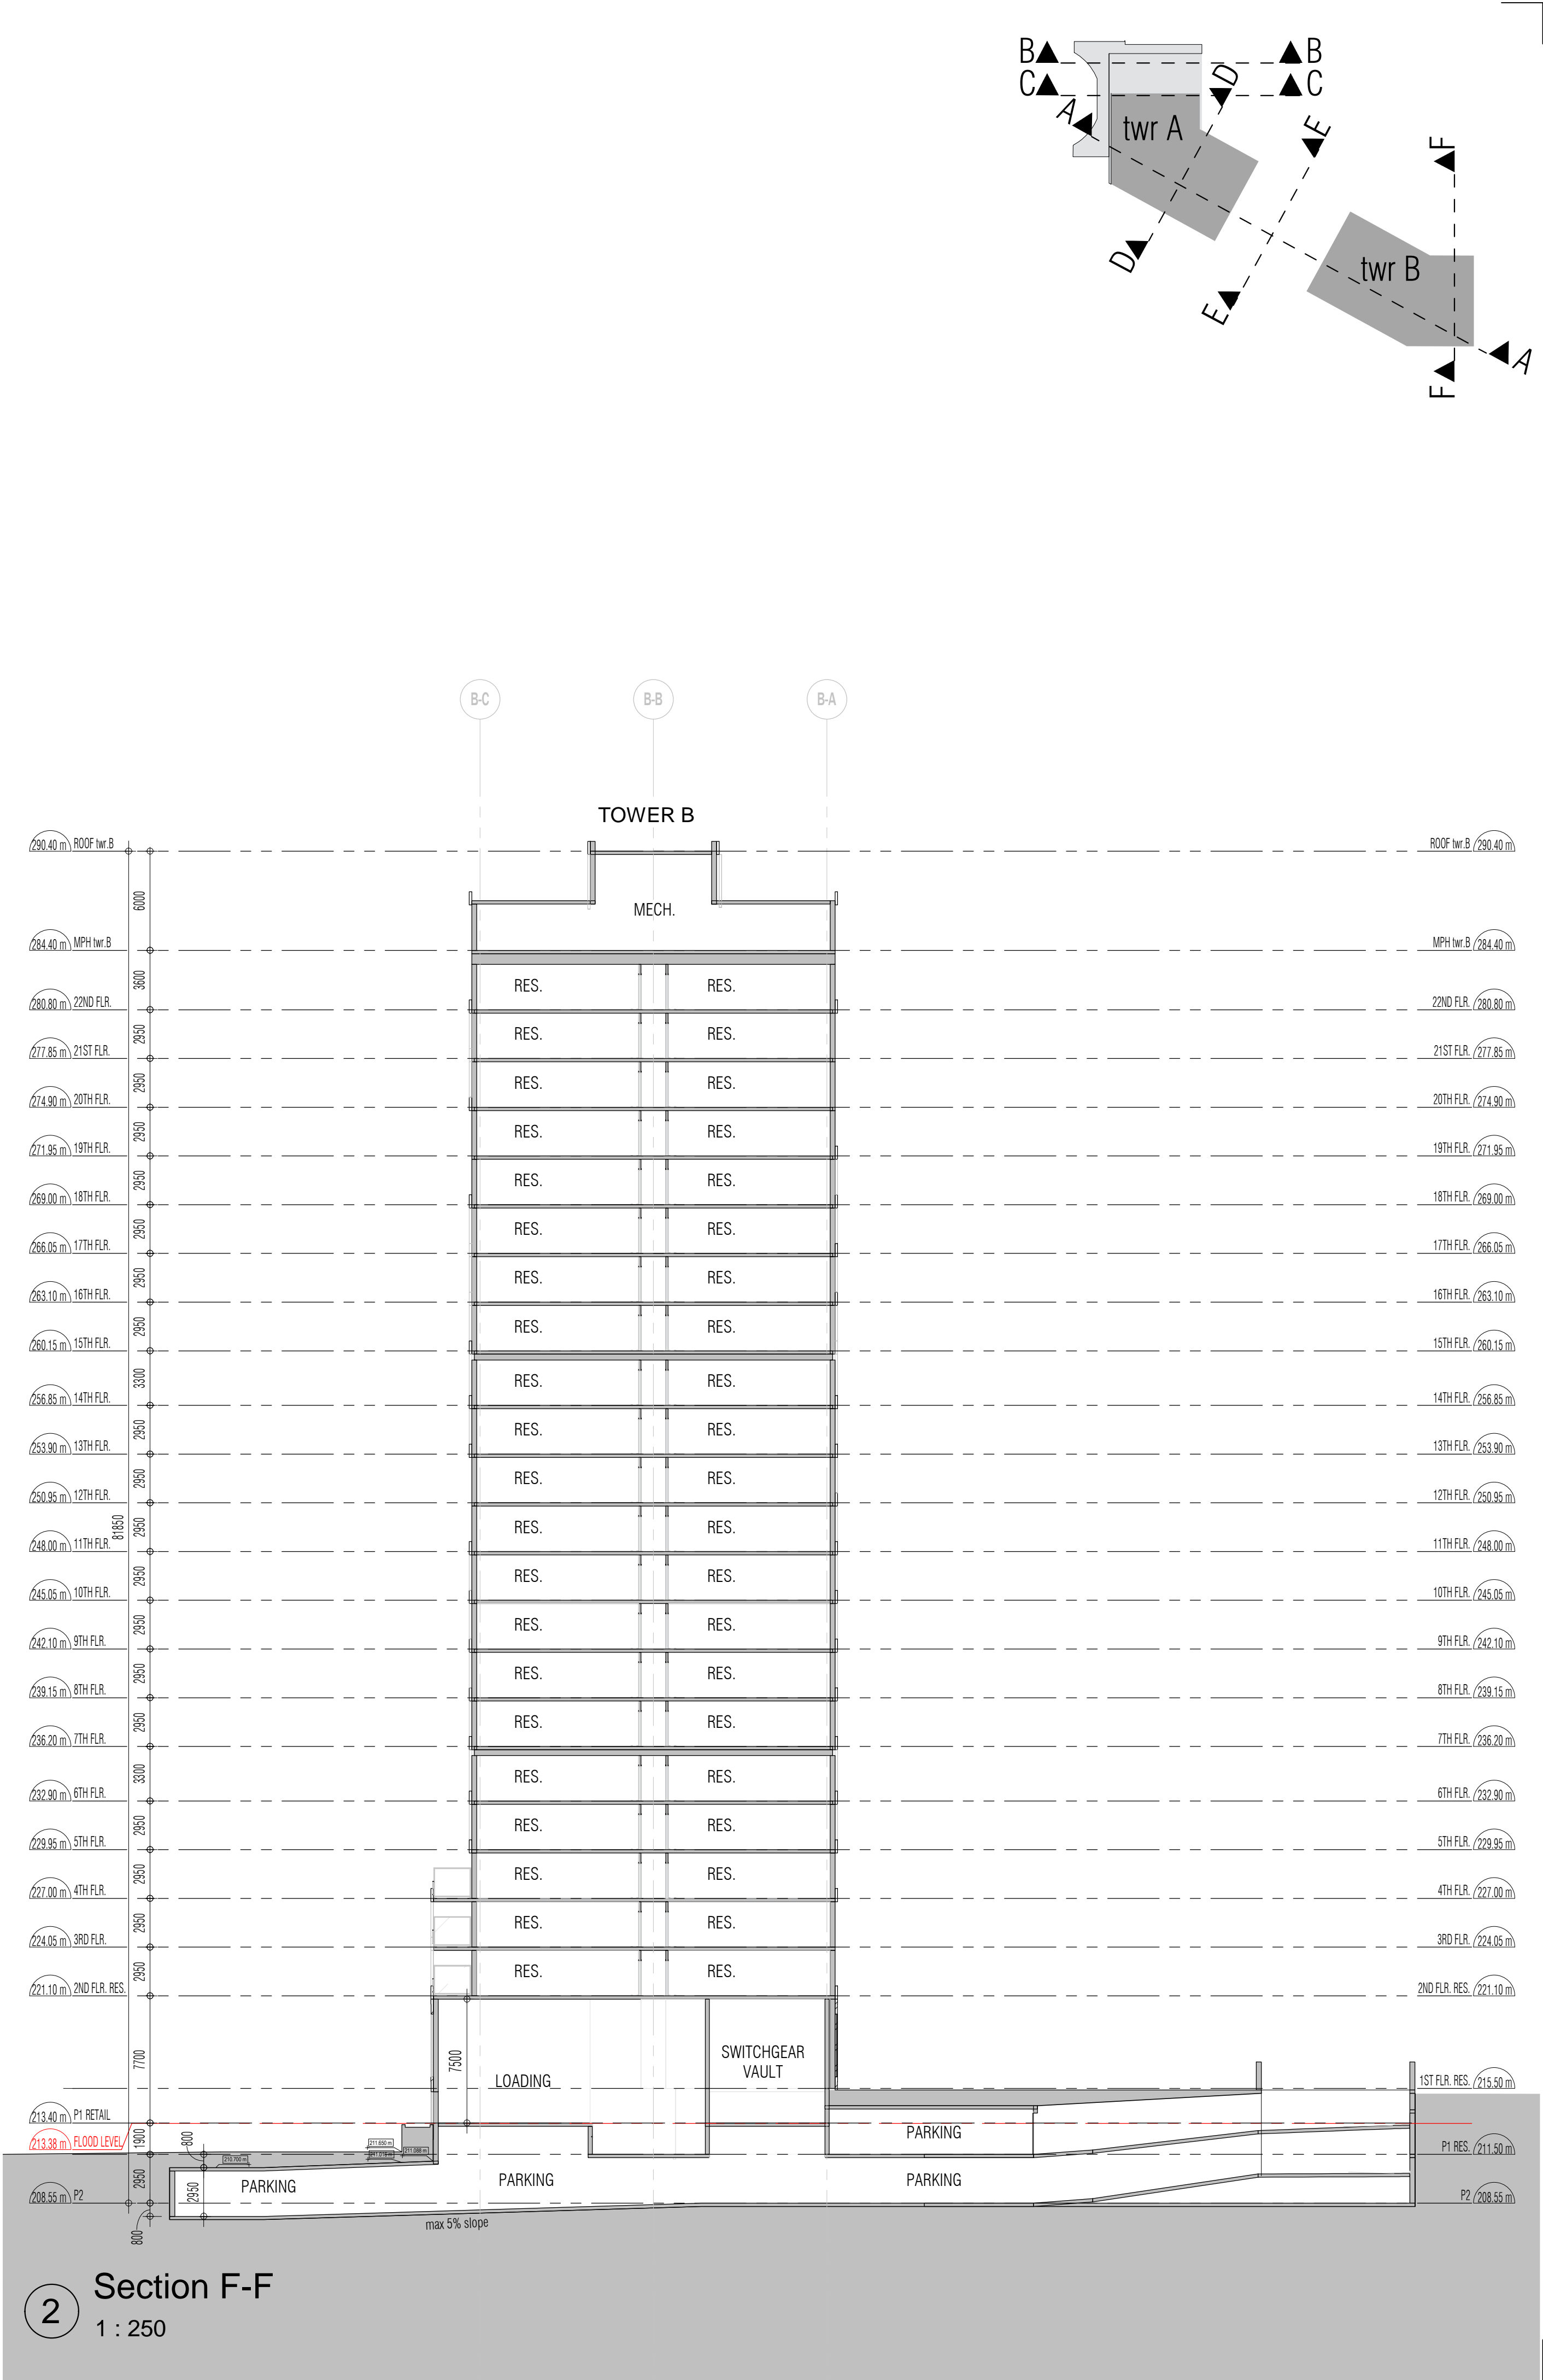 B B
C C
A
D
twr A
E
F
D
twr B
E
A
F
B-C B-B B-A
TOWER B
290.40 m ROOF twr.B
ROOF twr.B 290.40 m
6000
MECH.
284.40 m MPH twr.B
MPH twr.B 284.40 m
3600
RES. RES.
280.80 m 22ND FLR.
22ND FLR. 280.80 m
2950
RES. RES.
277.85 m 21ST FLR.
21ST FLR. 277.85 m
2950
RES. RES.
274.90 m 20TH FLR.
20TH FLR. 274.90 m
2950
RES. RES.
271.95 m 19TH FLR.
19TH FLR. 271.95 m
2950
RES. RES.
269.00 m 18TH FLR.
18TH FLR. 269.00 m
2950
RES. RES.
266.05 m 17TH FLR.
17TH FLR. 266.05 m
2950
RES. RES.
263.10 m 16TH FLR.
16TH FLR. 263.10 m
2950
RES. RES.
260.15 m 15TH FLR.
15TH FLR. 260.15 m
3300
RES. RES.
256.85 m 14TH FLR.
14TH FLR. 256.85 m
2950
RES. RES.
253.90 m 13TH FLR.
13TH FLR. 253.90 m
2950
RES. RES.
250.95 m 12TH FLR.
12TH FLR. 250.95 m
81850
2950
RES. RES.
248.00 m 11TH FLR.
11TH FLR. 248.00 m
2950
RES. RES.
245.05 m 10TH FLR.
10TH FLR. 245.05 m
2950
RES. RES.
242.10 m 9TH FLR.
9TH FLR. 242.10 m
2950
RES. RES.
239.15 m 8TH FLR.
8TH FLR. 239.15 m
2950
RES. RES.
236.20 m 7TH FLR.
7TH FLR. 236.20 m
3300
RES. RES.
232.90 m 6TH FLR.
6TH FLR. 232.90 m
2950
RES. RES.
229.95 m 5TH FLR.
5TH FLR. 229.95 m
2950
RES. RES.
227.00 m 4TH FLR.
4TH FLR. 227.00 m
2950
RES. RES.
224.05 m 3RD FLR.
3RD FLR. 224.05 m
2950
RES. RES.
221.10 m 2ND FLR. RES.
2ND FLR. RES. 221.10 m
7700
7500
LOADING
SWITCHGEAR
VAULT
1ST FLR. RES. 215.50 m
213.40 m P1 RETAIL
PARKING
1900
800
213.38 m FLOOD LEVEL
211.650 m
211.088 m
P1 RES. 211.50 m
210.700 m
2950
2950
PARKING PARKING PARKING
208.55 m P2
P2 208.55 m
800
max 5% slope
2 Section F-F
1 : 250